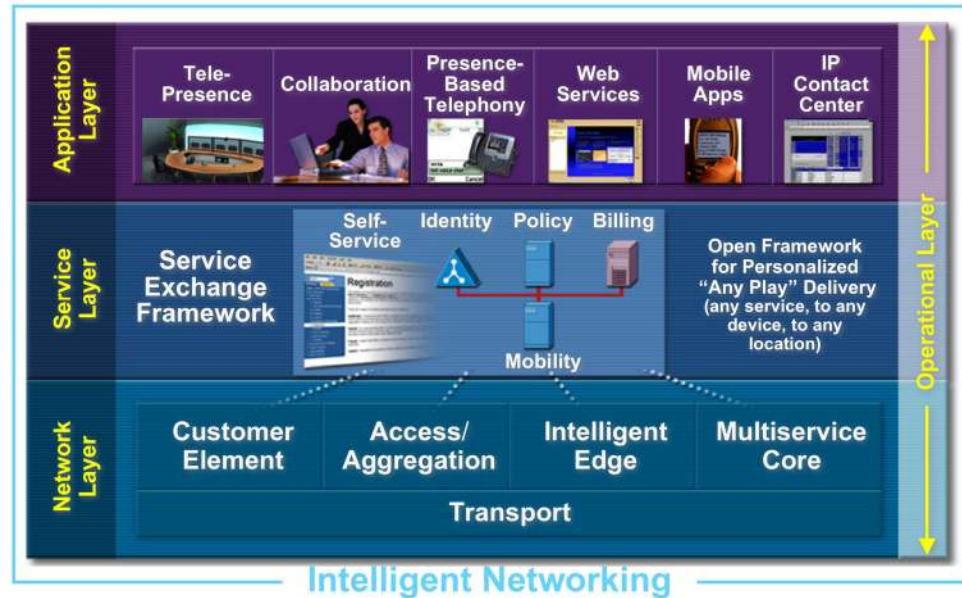 Application
Layer
Tele-
Presence
Collaboration
Presence-
Based
Telephony
OK Cancel
Web
Services
Mobile
Apps
IP
Contact
Center
Service
Layer
Service
Exchange
Framework
Self-
Service
Registration
Identity
Policy
Billing
Mobility
Open Framework
for Personalized
“Any Play” Delivery
(any service, to any
device, to any
location)
Network
Layer
Customer
Element
Access/
Aggregation
Intelligent
Edge
Multiservice
Core
Transport
Operational Layer
Intelligent Networking